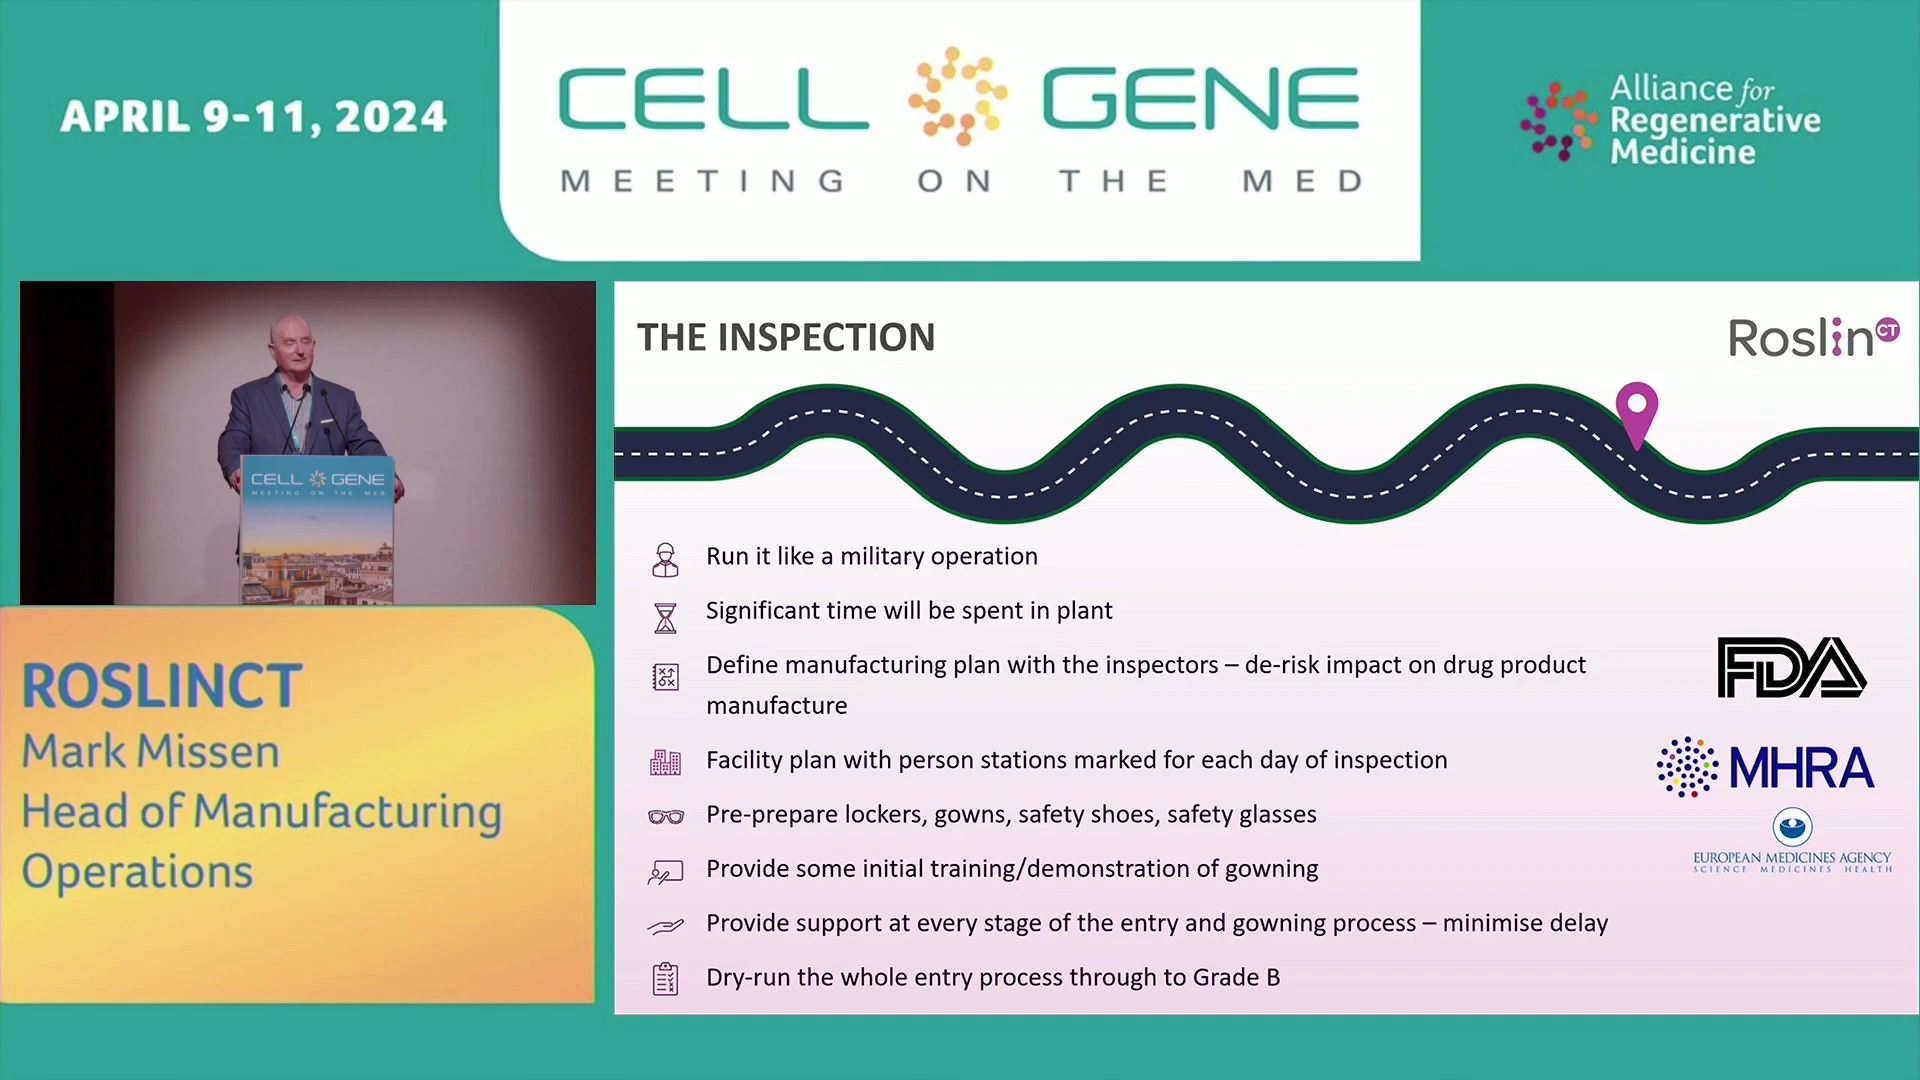 APRIL 9-11, 2024
CELL GENE
MEETING ON THE MED
Alliance for
Regenerative
Medicine
CELL GENE
MEETING ON THE MED
ROSLINCT
Mark Missen
Head of Manufacturing
Operations
THE INSPECTION
RoslinCT
Run it like a military operation
Significant time will be spent in plant
Define manufacturing plan with the inspectors – de-risk impact on drug product
manufacture
Facility plan with person stations marked for each day of inspection
Pre-prepare lockers, gowns, safety shoes, safety glasses
Provide some initial training/demonstration of gowning
Provide support at every stage of the entry and gowning process – minimise delay
Dry-run the whole entry process through to Grade B
FDA
MHRA
EUROPEAN MEDICINES AGENCY
SCIENCE MEDICINES HEALTH